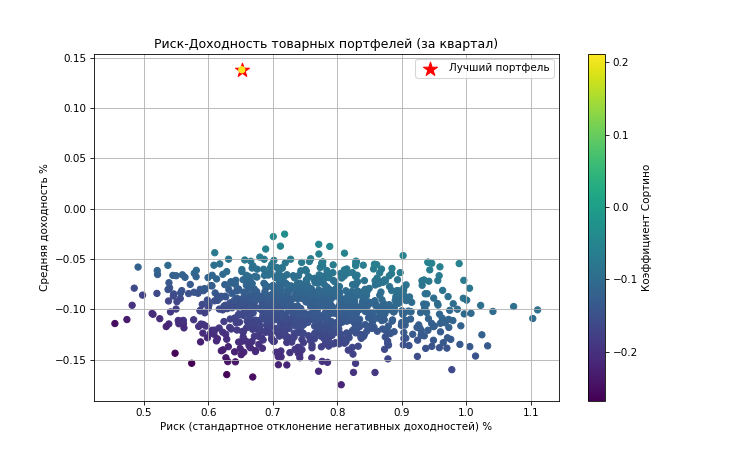 Риск-Доходность товарных портфелей (за квартал)
Лучший портфель
0.15
0.10
0.05
0.00
−0.05
−0.10
−0.15
Средняя доходность %
0.5 0.6 0.7 0.8 0.9 1.0 1.1
Риск (стандартное отклонение негативных доходностей) %
0.2
0.1
0.0
−0.1
−0.2
Коэффициент Сортино